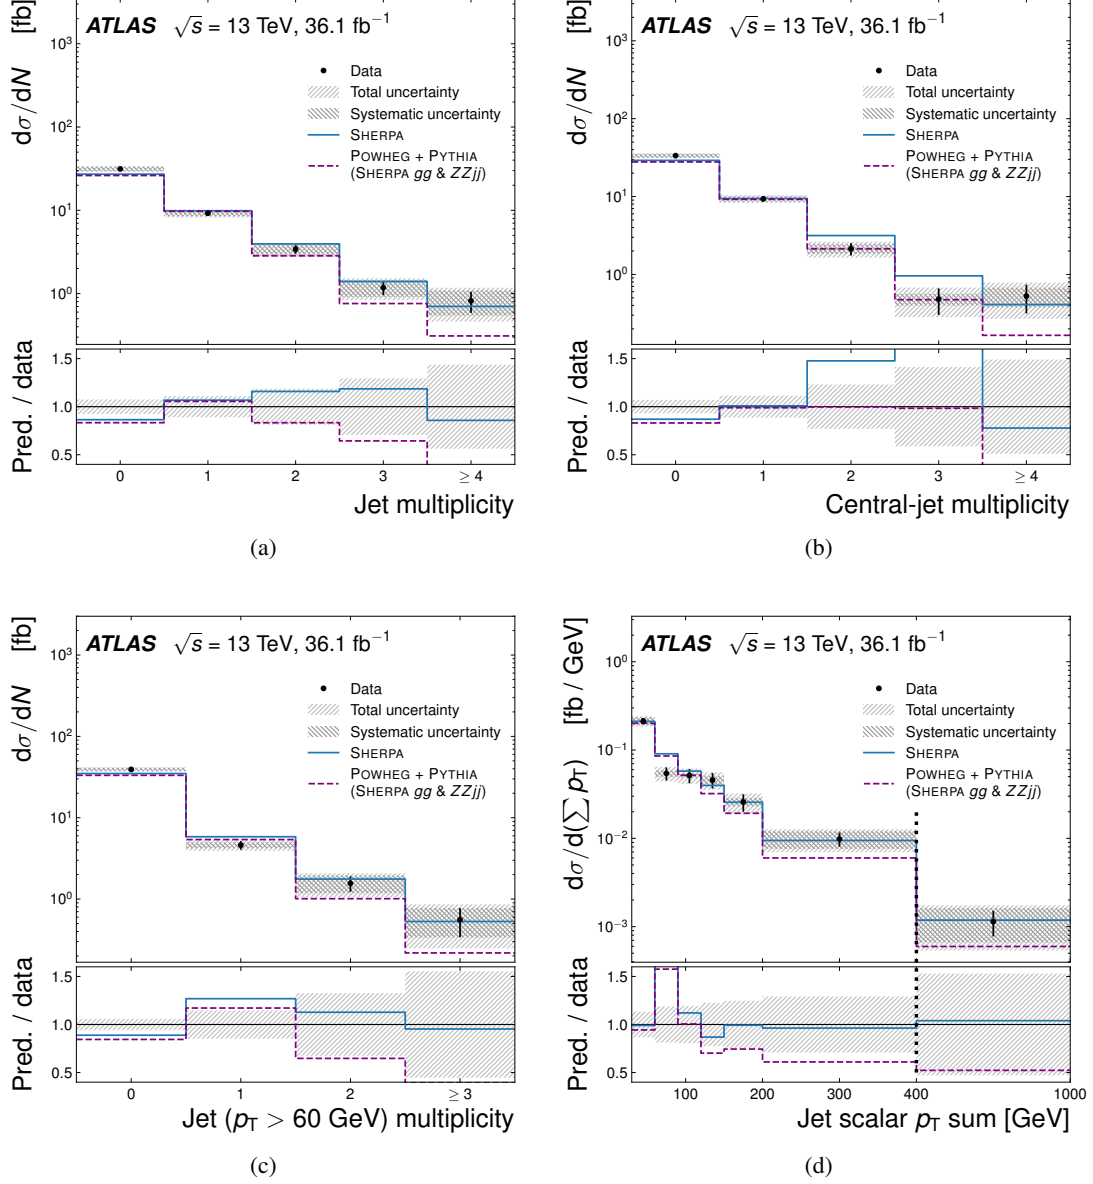 ATLAS √s = 13 TeV, 36.1 fb⁻¹
dσ/dN [fb]
10³
10²
10¹
10⁰
Data
Total uncertainty
Systematic uncertainty
SHERPA
POWHEG + PYTHIA
(SHERPA gg & ZZjj)
Pred. / data
1.5
1.0
0.5
0 1 2 3 ≥ 4
Jet multiplicity
(a)
ATLAS √s = 13 TeV, 36.1 fb⁻¹
dσ/dN [fb]
10³
10²
10¹
10⁰
Data
Total uncertainty
Systematic uncertainty
SHERPA
POWHEG + PYTHIA
(SHERPA gg & ZZjj)
Pred. / data
1.5
1.0
0.5
0 1 2 3 ≥ 4
Central-jet multiplicity
(b)
ATLAS √s = 13 TeV, 36.1 fb⁻¹
dσ/dN [fb]
10³
10²
10¹
10⁰
Data
Total uncertainty
Systematic uncertainty
SHERPA
POWHEG + PYTHIA
(SHERPA gg & ZZjj)
Pred. / data
1.5
1.0
0.5
0 1 2 ≥ 3
Jet (p_T > 60 GeV) multiplicity
(c)
ATLAS √s = 13 TeV, 36.1 fb⁻¹
dσ/d(∑ p_T) [fb / GeV]
10⁰
10⁻¹
10⁻²
10⁻³
Data
Total uncertainty
Systematic uncertainty
SHERPA
POWHEG + PYTHIA
(SHERPA gg & ZZjj)
Pred. / data
1.5
1.0
0.5
100 200 300 400 1000
Jet scalar p_T sum [GeV]
(d)